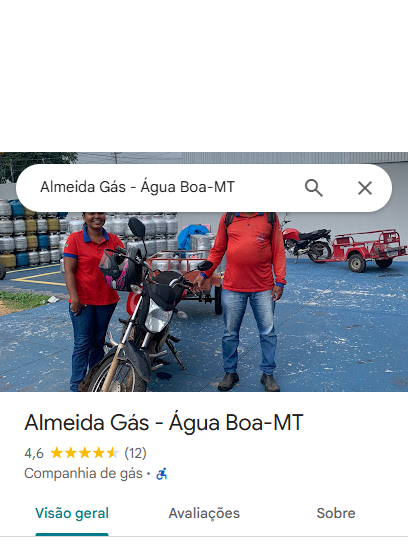 Almeida Gás - Água Boa-MT
Almeida Gás - Água Boa-MT
4,6 (12)
Companhia de gás ·
Visão geral Avaliações Sobre